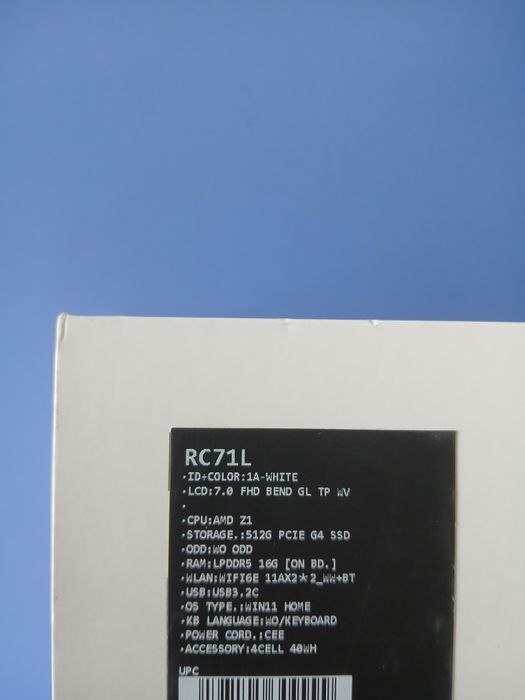 RC71L
·ID+COLOR:1A-WHITE
·LCD:7.0 FHD BEND GL TP WV
·
·CPU:AMD Z1
·STORAGE.:512G PCIE G4 SSD
·ODD:WO ODD
·RAM:LPDDR5 16G [ON BD.]
·WLAN:WIFI6E 11AX2*2_WW+BT
·USB:USB3.2C
·OS TYPE.:WIN11 HOME
·KB LANGUAGE:WO/KEYBOARD
·POWER CORD.:CEE
·ACCESSORY:4CELL 40WH
UPC